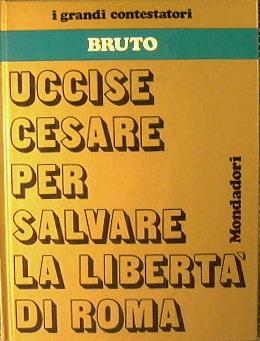 i grandi contestatori
BRUTO
UCCISE
CESARE
PER
SALVARE
LA LIBERTA'
DI ROMA
Mondadori